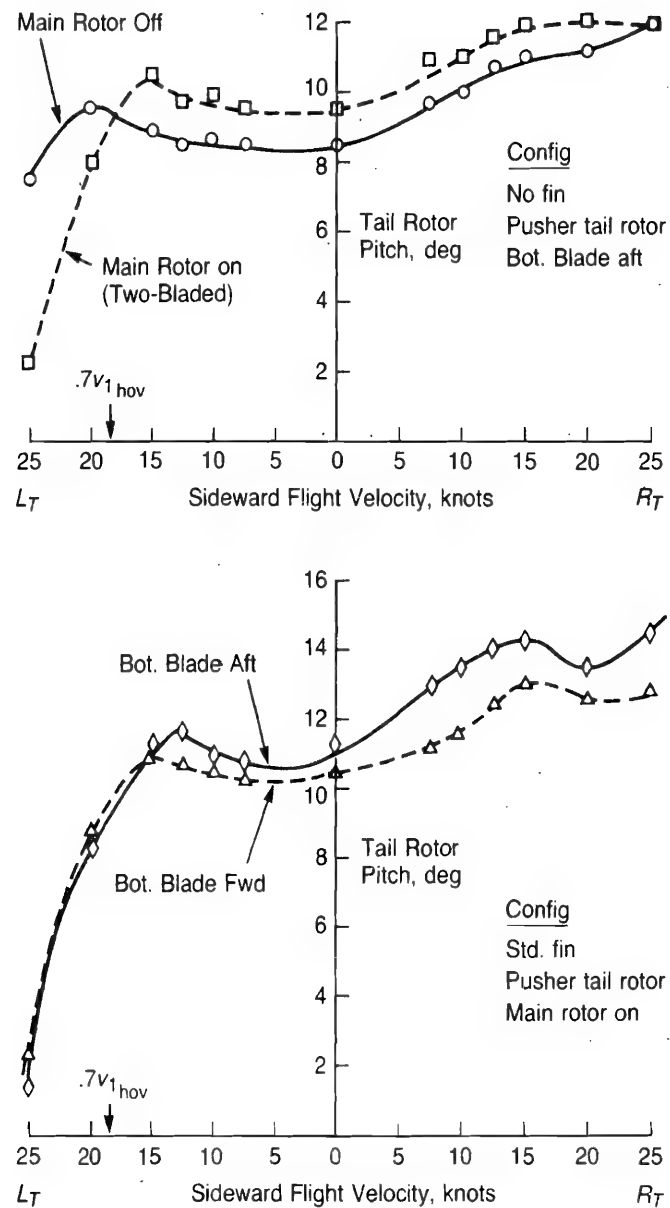 Main Rotor Off
12
10
8
6
4
2
Config
No fin
Pusher tail rotor
Bot. Blade aft
Tail Rotor
Pitch, deg
Main Rotor on
(Two-Bladed)
.7v1hov
25 20 15 10 5 0 5 10 15 20 25
LT Sideward Flight Velocity, knots RT
16
14
12
10
8
6
4
2
Bot. Blade Aft
Bot. Blade Fwd
Tail Rotor
Pitch, deg
Config
Std. fin
Pusher tail rotor
Main rotor on
.7v1hov
25 20 15 10 5 0 5 10 15 20 25
LT Sideward Flight Velocity, knots RT